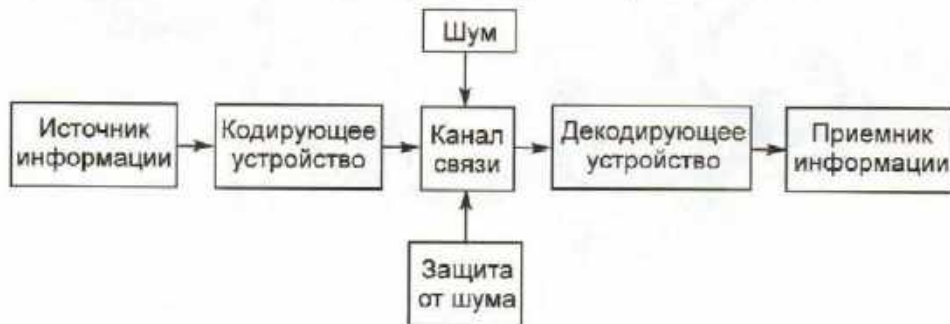 Шум
Источник
информации
Кодирующее
устройство
Канал
связи
Декодирующее
устройство
Приемник
информации
Защита
от шума